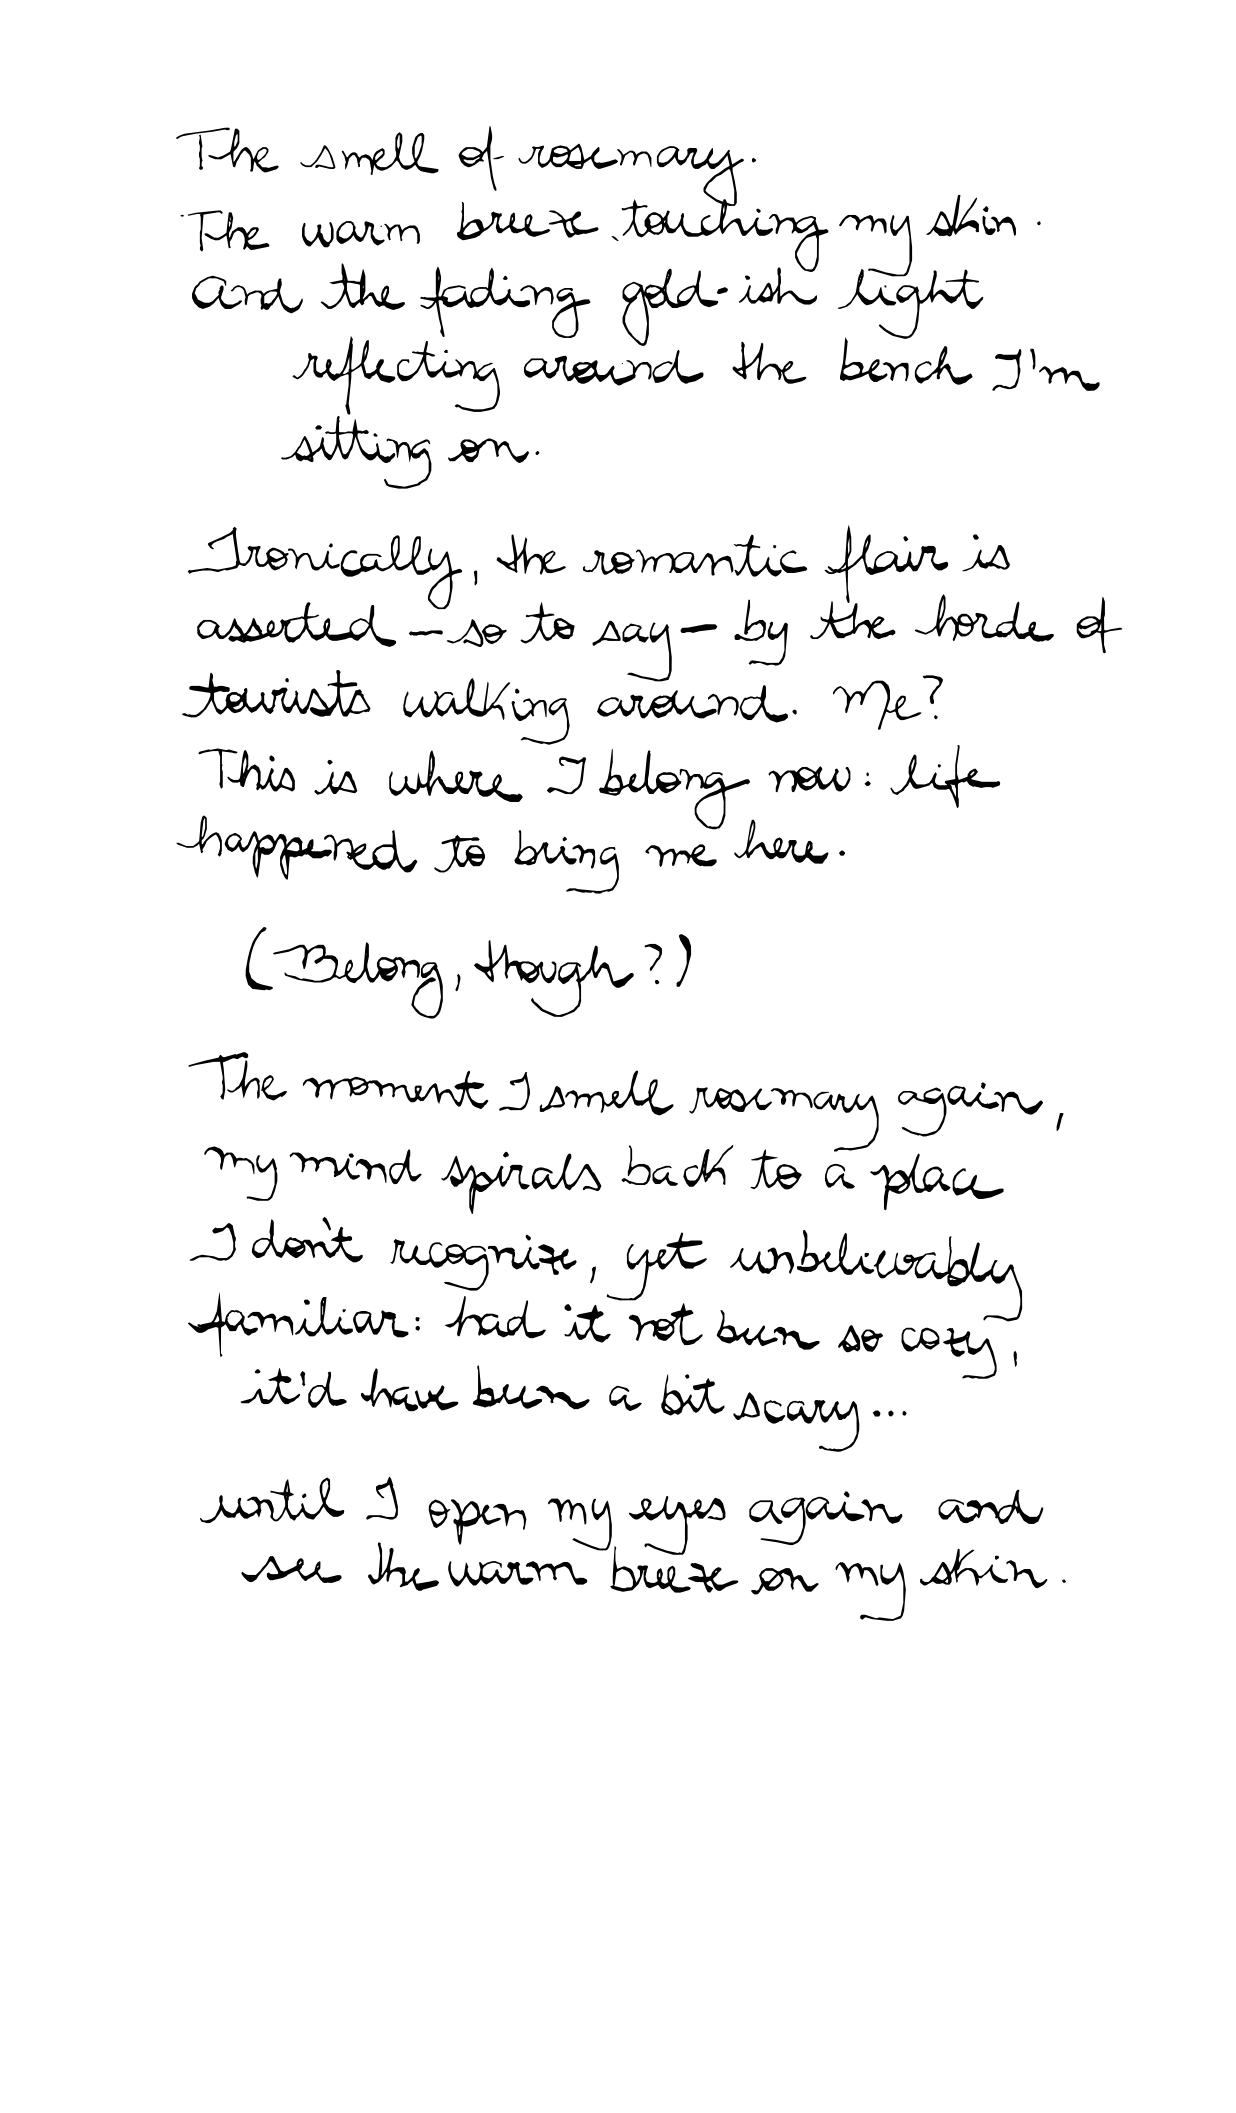 The smell of rosemary.
The warm breeze touching my skin.
And the fading gold-ish light
reflecting around the bench I'm
sitting on.
Ironically, the romantic flair is
asserted — so to say — by the horde of
tourists walking around. Me?
This is where I belong now: life
happened to bring me here.
(Belong, though?)
The moment I smell rosemary again,
my mind spirals back to a place
I don't recognize, yet unbelievably
familiar: had it not been so cozy,
it'd have been a bit scary...
until I open my eyes again and
see the warm breeze on my skin.